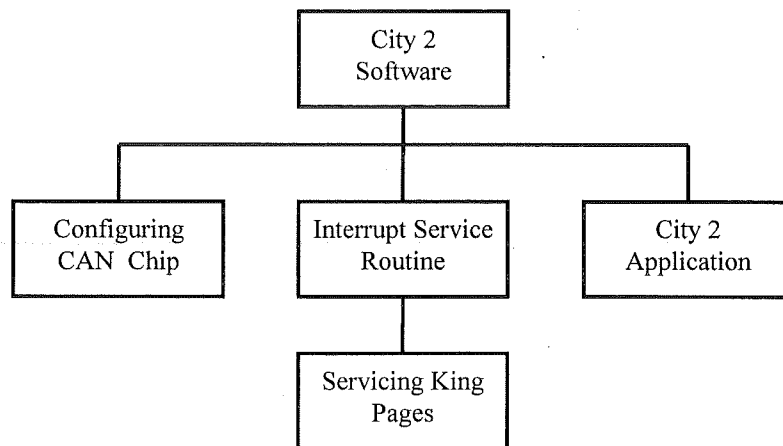 City 2
Software
Configuring
CAN Chip
Interrupt Service
Routine
City 2
Application
Servicing King
Pages